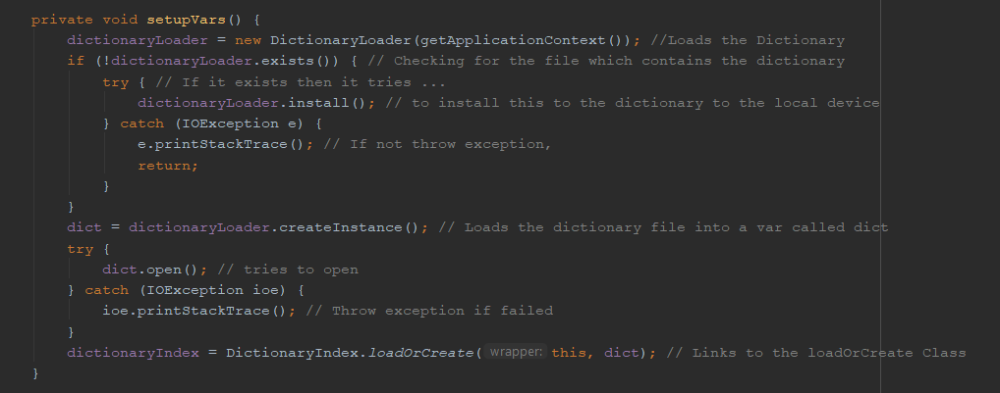 private void setupVars() {
dictionaryLoader = new DictionaryLoader(getApplicationContext()); //Loads the Dictionary
if (!dictionaryLoader.exists()) { // Checking for the file which contains the dictionary
try { // If it exists then it tries ...
dictionaryLoader.install(); // to install this to the dictionary to the local device
} catch (IOException e) {
e.printStackTrace(); // If not throw exception,
return;
}
}
dict = dictionaryLoader.createInstance(); // Loads the dictionary file into a var called dict
try {
dict.open(); // tries to open
} catch (IOException ioe) {
ioe.printStackTrace(); // Throw exception if failed
}
dictionaryIndex = DictionaryIndex.loadOrCreate( wrapper: this, dict); // Links to the loadOrCreate Class
}